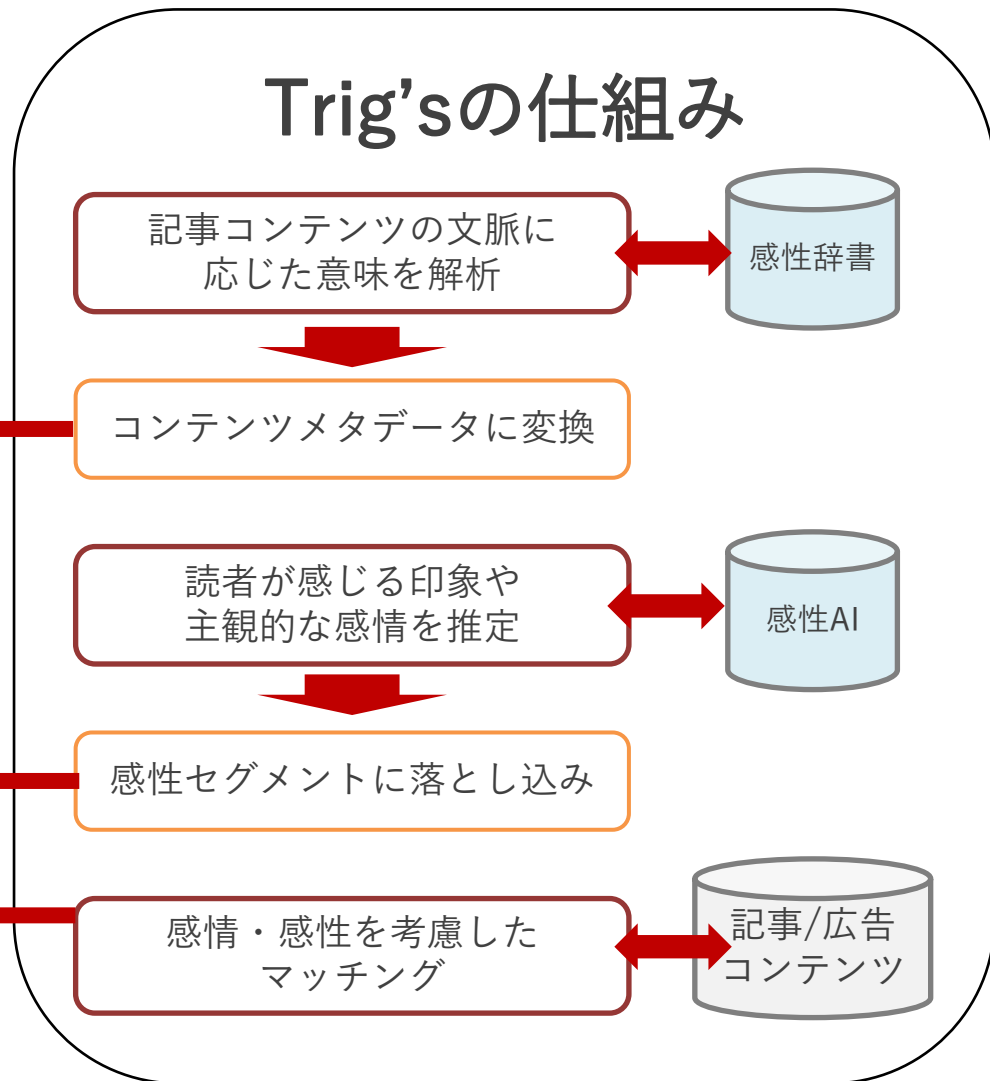 Trig’sの仕組み
記事コンテンツの文脈に
応じた意味を解析
感性辞書
コンテンツメタデータに変換
読者が感じる印象や
主観的な感情を推定
感性AI
感性セグメントに落とし込み
感情・感性を考慮した
マッチング
記事/広告
コンテンツ